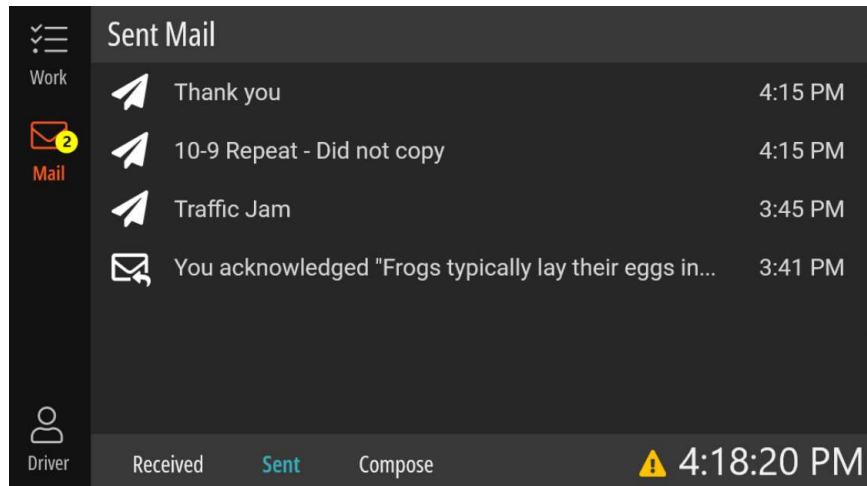 Sent Mail
Work
Thank you 4:15 PM
2
Mail
10-9 Repeat - Did not copy 4:15 PM
Traffic Jam 3:45 PM
You acknowledged "Frogs typically lay their eggs in... 3:41 PM
Driver
Received Sent Compose 4:18:20 PM